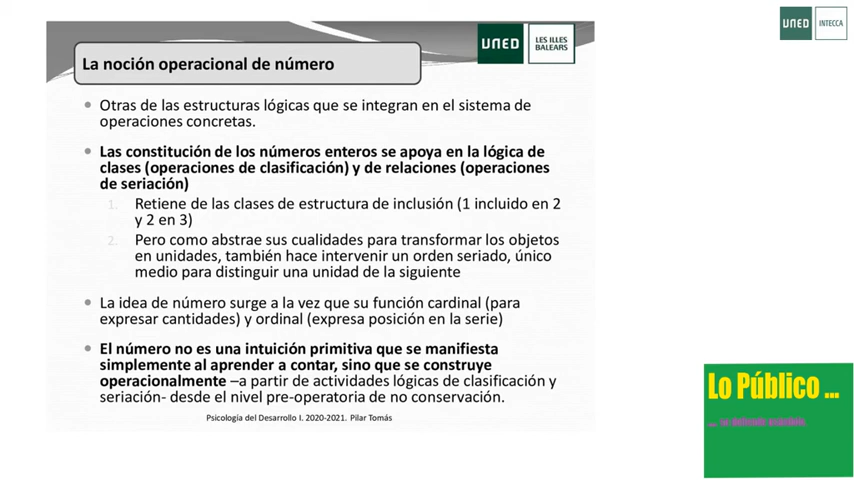 UNED
INTECCA
UNED
LES ILLES
BALEARS
La noción operacional de número
Otras de las estructuras lógicas que se integran en el sistema de
operaciones concretas.
Las constitución de los números enteros se apoya en la lógica de
clases (operaciones de clasificación) y de relaciones (operaciones
de seriación)
1. Retiene de las clases de estructura de inclusión (1 incluido en 2
y 2 en 3)
2. Pero como abstrae sus cualidades para transformar los objetos
en unidades, también hace intervenir un orden seriado, único
medio para distinguir una unidad de la siguiente
La idea de número surge a la vez que su función cardinal (para
expresar cantidades) y ordinal (expresa posición en la serie)
El número no es una intuición primitiva que se manifiesta
simplemente al aprender a contar, sino que se construye
operacionalmente –a partir de actividades lógicas de clasificación y
seriación- desde el nivel pre-operatoria de no conservación.
Psicología del Desarrollo I. 2020-2021. Pilar Tomás
Lo Público ...